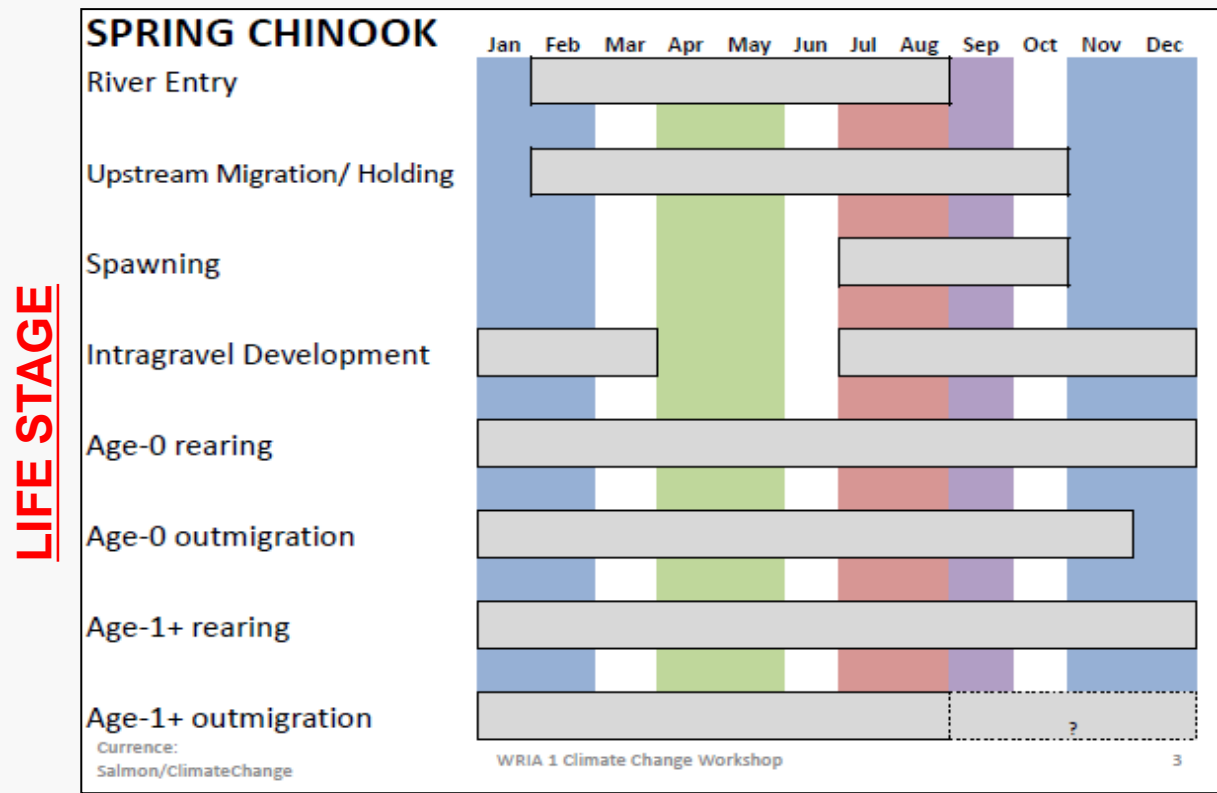 SPRING CHINOOK
Jan Feb Mar Apr May Jun Jul Aug Sep Oct Nov Dec
River Entry
Upstream Migration/ Holding
Spawning
Intragravel Development
Age-0 rearing
Age-0 outmigration
Age-1+ rearing
Age-1+ outmigration
?
LIFE STAGE
Currence:
Salmon/ClimateChange
WRIA 1 Climate Change Workshop
3